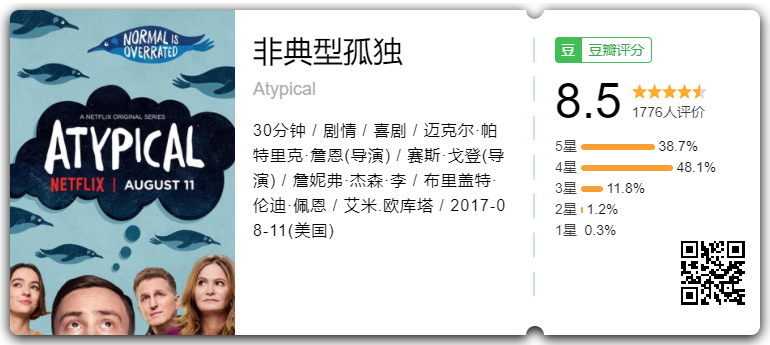 NORMAL IS
OVERRATED
A NETFLIX ORIGINAL SERIES
ATYPICAL
NETFLIX | AUGUST 11
非典型孤独
Atypical
30分钟 / 剧情 / 喜剧 / 迈克尔·帕
特里克·詹恩(导演) / 赛斯·戈登(导
演) / 詹妮弗·杰森·李 / 布里盖特·
伦迪·佩恩 / 艾米.欧库塔 / 2017-0
8-11(美国)
豆 豆瓣评分
8.5
1776人评价
5星 38.7%
4星 48.1%
3星 11.8%
2星 1.2%
1星 0.3%